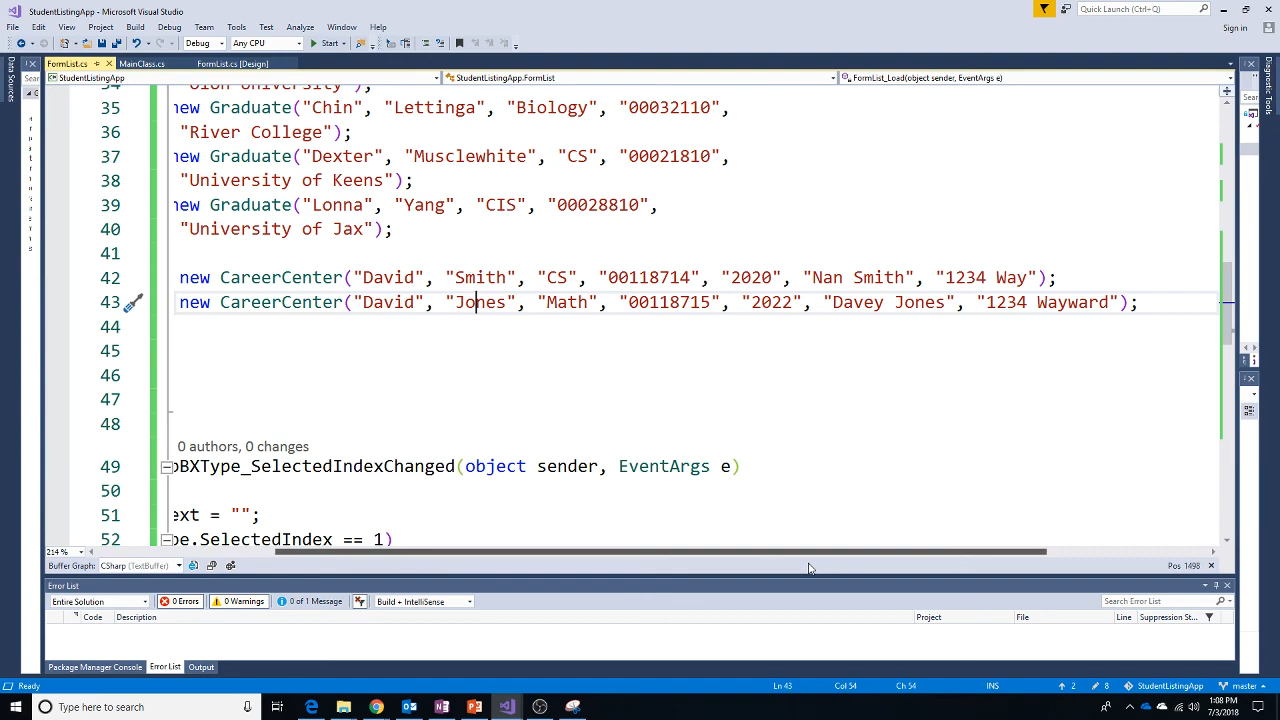 StudentListingApp - Microsoft Visual Studio
Quick Launch (Ctrl+Q)
File Edit View Project Build Debug Team Tools Test Analyze Window Help
Sign in
Debug Any CPU Start
FormList.cs MainClass.cs FormList.cs [Design]
StudentListingApp StudentListingApp.FormList FormList_Load(object sender, EventArgs e)
Data Sources
Diagnostic Tools
35 new Graduate("Chin", "Lettinga", "Biology", "00032110",
36 "River College");
37 new Graduate("Dexter", "Musclewhite", "CS", "00021810",
38 "University of Keens");
39 new Graduate("Lonna", "Yang", "CIS", "00028810",
40 "University of Jax");
41
42 new CareerCenter("David", "Smith", "CS", "00118714", "2020", "Nan Smith", "1234 Way");
43 new CareerCenter("David", "Jones", "Math", "00118715", "2022", "Davey Jones", "1234 Wayward");
44
45
46
47
48
0 authors, 0 changes
49 oBXType_SelectedIndexChanged(object sender, EventArgs e)
50
51 ext = "";
52 pe.SelectedIndex == 1)
214 %
Buffer Graph: CSharp (TextBuffer) Pos 1498
Error List
Entire Solution 0 Errors 0 Warnings 0 of 1 Message Build + IntelliSense Search Error List
Code Description Project File Line Suppression St...
Package Manager Console Error List Output
Ready Ln 43 Col 54 Ch 54 INS 2 8 StudentListingApp master
Type here to search
1:08 PM
7/3/2018